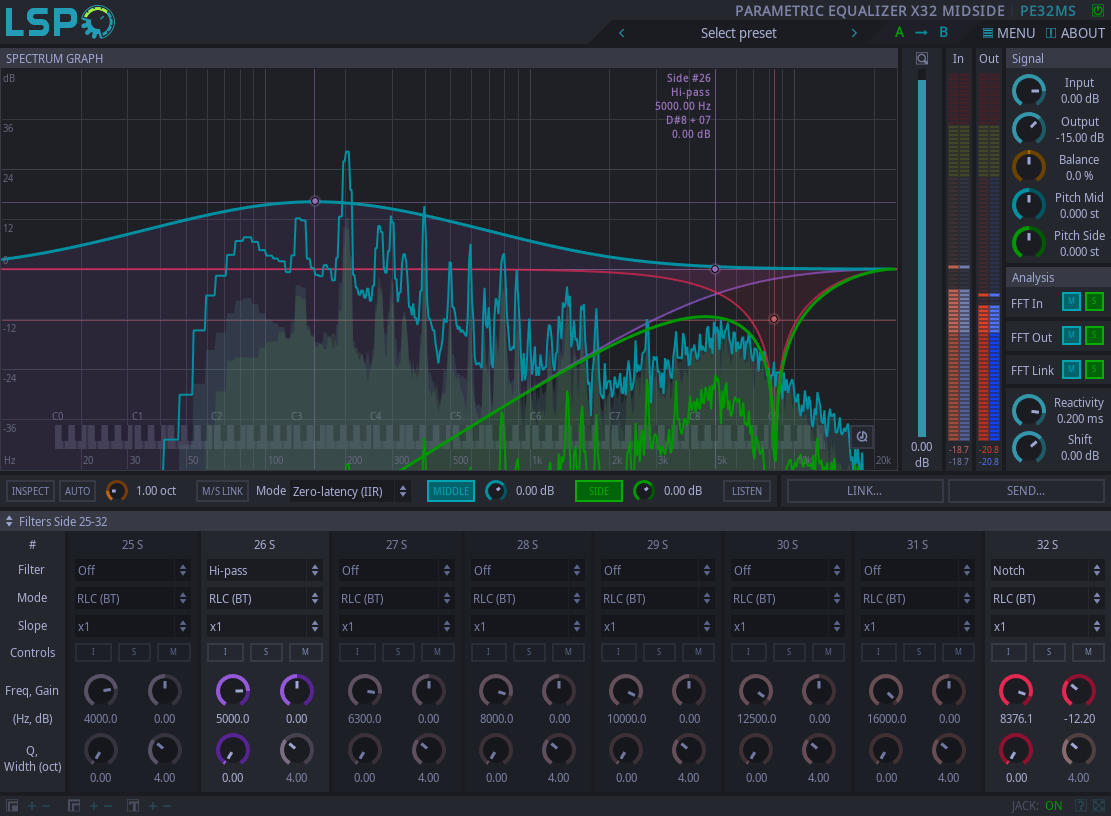 LSP
PARAMETRIC EQUALIZER X32 MIDSIDE PE32MS
Select preset A B MENU ABOUT
SPECTRUM GRAPH
In Out
Signal
dB
36
24
12
0
-12
-24
-36
Side #26
Hi-pass
5000.00 Hz
D#8 + 07
0.00 dB
C0 C1 C2 C3 C4 C5 C6 C7 C8
Hz 20 30 50 100 200 300 500 1k 2k 3k 5k 20k
0.00
dB
-18.7 -20.8
-18.7 -20.8
Input
0.00 dB
Output
-15.00 dB
Balance
0.0 %
Pitch Mid
0.000 st
Pitch Side
0.000 st
Analysis
FFT In M S
FFT Out M S
FFT Link M S
Reactivity
0.200 ms
Shift
0.00 dB
INSPECT AUTO 1.00 oct M/S LINK Mode Zero-latency (IIR) MIDDLE 0.00 dB SIDE 0.00 dB LISTEN LINK... SEND...
Filters Side 25-32
# 25 S 26 S 27 S 28 S 29 S 30 S 31 S 32 S
Filter Off Hi-pass Off Off Off Off Off Notch
Mode RLC (BT) RLC (BT) RLC (BT) RLC (BT) RLC (BT) RLC (BT) RLC (BT) RLC (BT)
Slope x1 x1 x1 x1 x1 x1 x1 x1
Controls I S M I S M I S M I S M I S M I S M I S M I S M
Freq, Gain
(Hz, dB) 4000.0 0.00 5000.0 0.00 6300.0 0.00 8000.0 0.00 10000.0 0.00 12500.0 0.00 16000.0 0.00 8376.1 -12.20
Q,
Width (oct)
0.00 4.00 0.00 4.00 0.00 4.00 0.00 4.00 0.00 4.00 0.00 4.00 0.00 4.00 0.00 4.00
JACK: ON ?